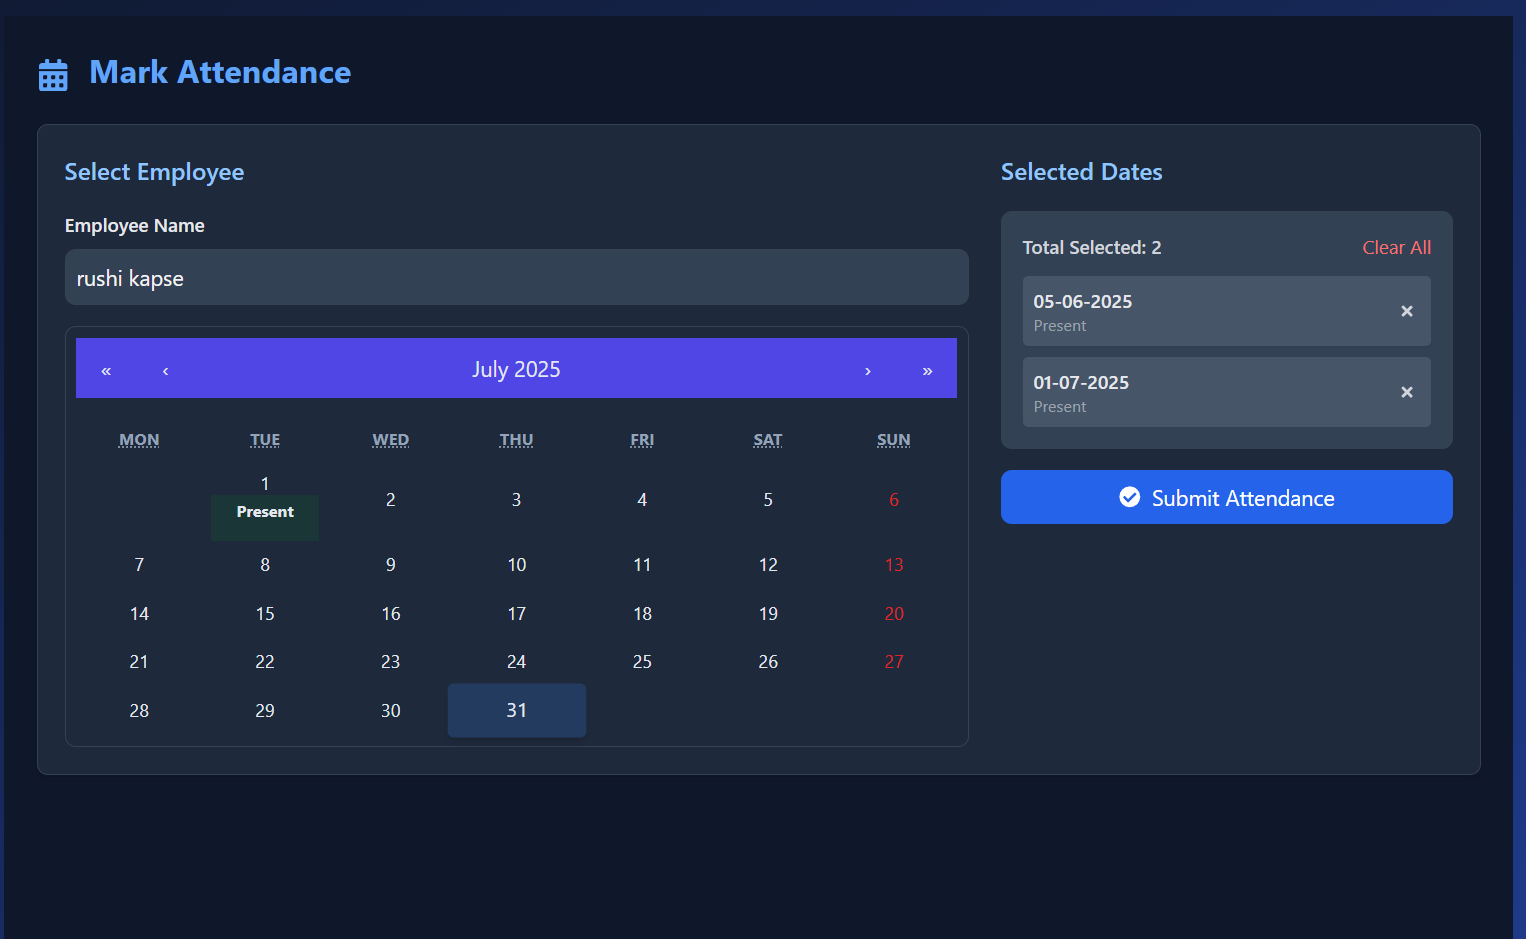 Mark Attendance
Select Employee
Employee Name
rushi kapse
« ‹ July 2025 › »
MON TUE WED THU FRI SAT SUN
1 2 3 4 5 6
Present
7 8 9 10 11 12 13
14 15 16 17 18 19 20
21 22 23 24 25 26 27
28 29 30 31
Selected Dates
Total Selected: 2 Clear All
05-06-2025
Present
01-07-2025
Present
Submit Attendance